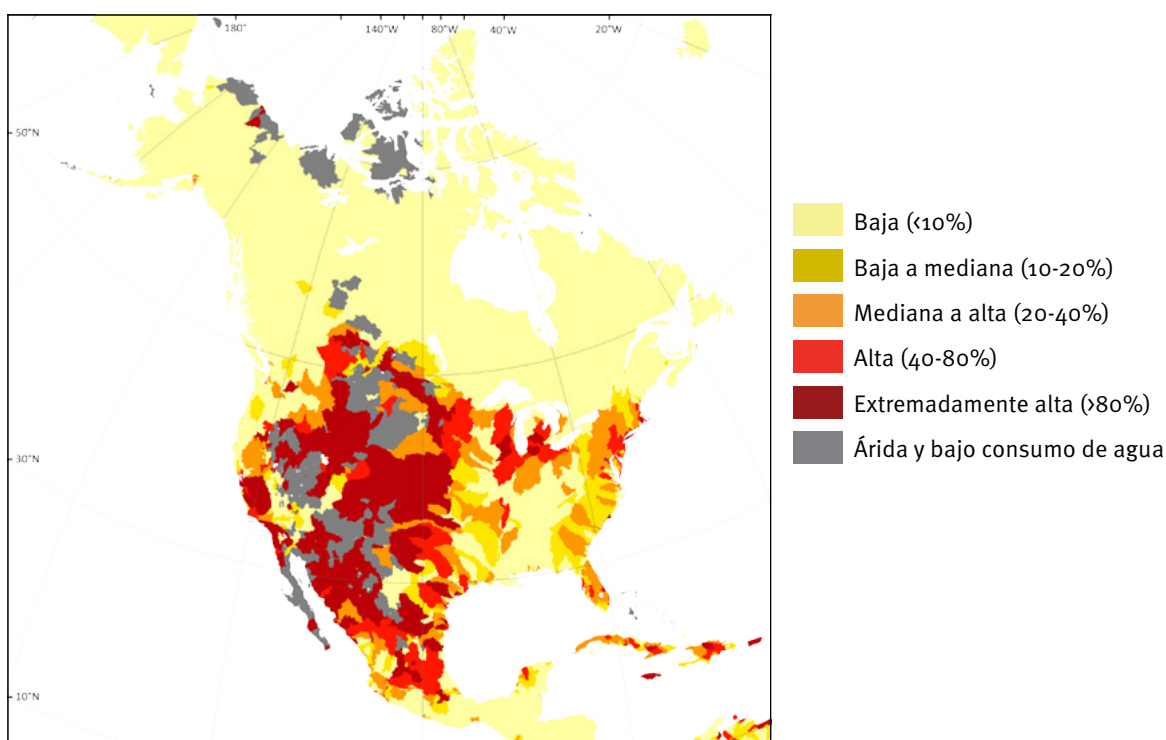 180°
140°W
80°W
40°W
20°W
50°N
30°N
10°N
Baja (<10%)
Baja a mediana (10-20%)
Mediana a alta (20-40%)
Alta (40-80%)
Extremadamente alta (>80%)
Árida y bajo consumo de agua